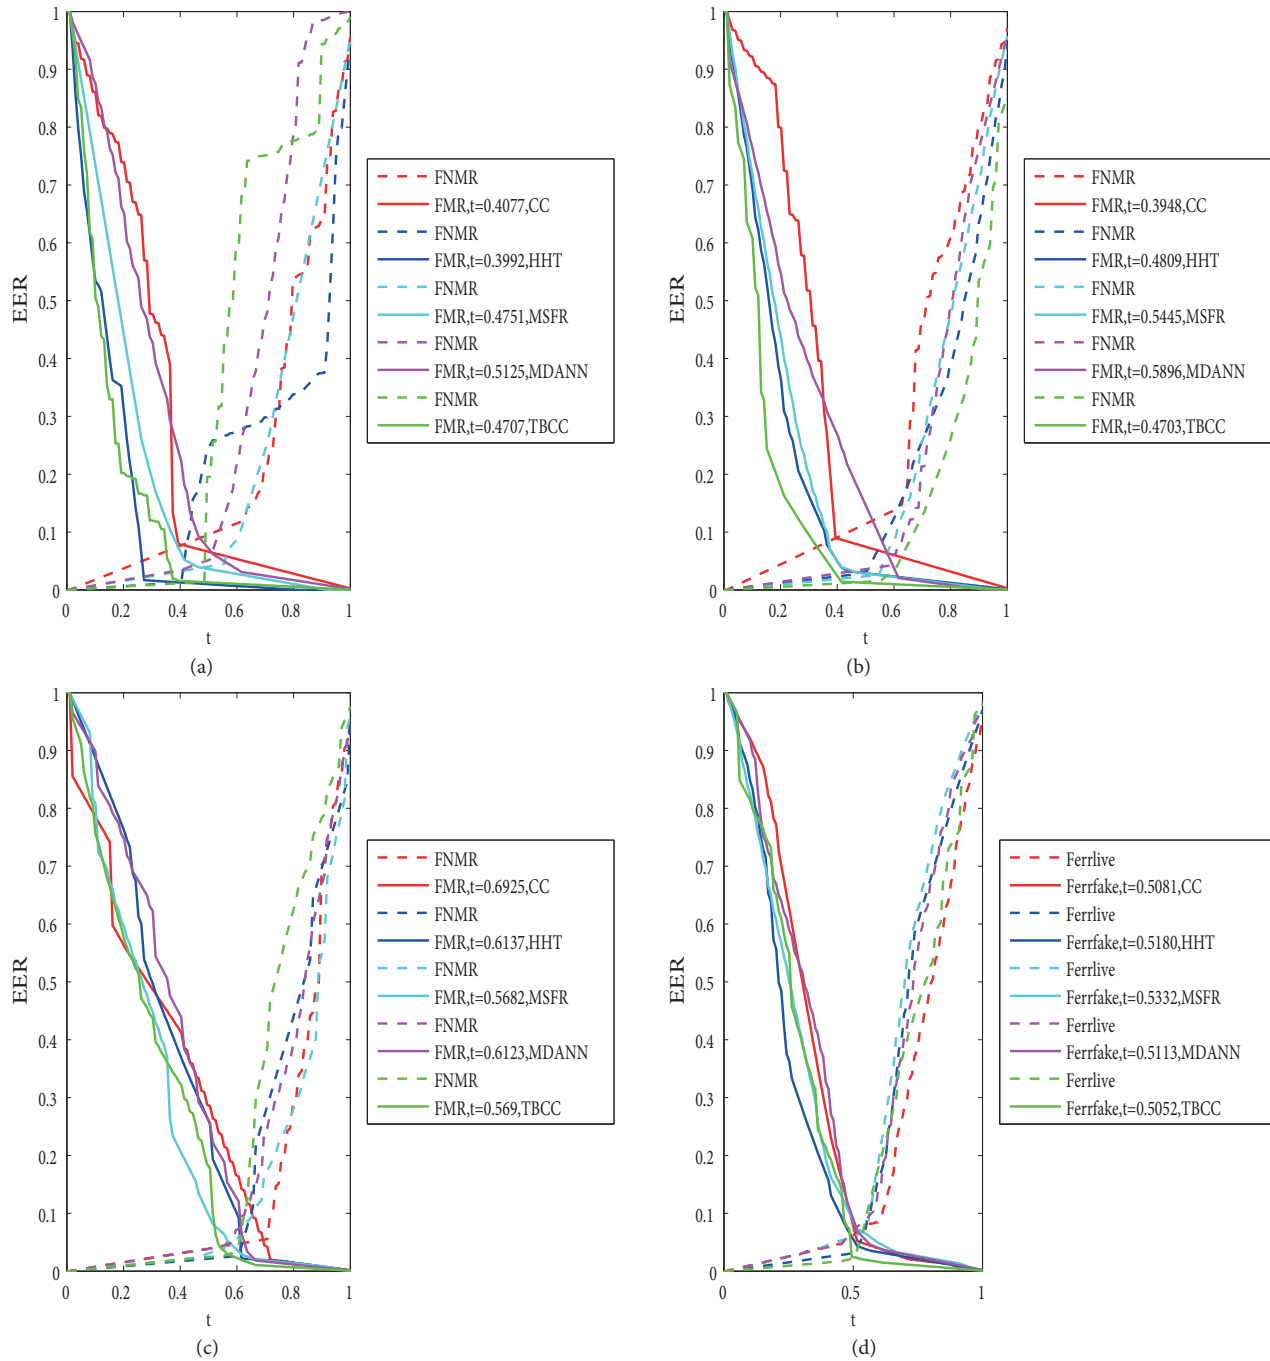 1
0.9
0.8
0.7
0.6
0.5
0.4
0.3
0.2
0.1
0
EER
0 0.2 0.4 0.6 0.8 1
t
(a)
FNMR
FMR,t=0.4077,CC
FNMR
FMR,t=0.3992,HHT
FNMR
FMR,t=0.4751,MSFR
FNMR
FMR,t=0.5125,MDANN
FNMR
FMR,t=0.4707,TBCC
1
0.9
0.8
0.7
0.6
0.5
0.4
0.3
0.2
0.1
0
EER
0 0.2 0.4 0.6 0.8 1
t
(b)
FNMR
FMR,t=0.3948,CC
FNMR
FMR,t=0.4809,HHT
FNMR
FMR,t=0.5445,MSFR
FNMR
FMR,t=0.5896,MDANN
FNMR
FMR,t=0.4703,TBCC
1
0.9
0.8
0.7
0.6
0.5
0.4
0.3
0.2
0.1
0
EER
0 0.2 0.4 0.6 0.8 1
t
(c)
FNMR
FMR,t=0.6925,CC
FNMR
FMR,t=0.6137,HHT
FNMR
FMR,t=0.5682,MSFR
FNMR
FMR,t=0.6123,MDANN
FNMR
FMR,t=0.569,TBCC
1
0.9
0.8
0.7
0.6
0.5
0.4
0.3
0.2
0.1
0
EER
0 0.5 1
t
(d)
Ferrlive
Ferrfake,t=0.5081,CC
Ferrlive
Ferrfake,t=0.5180,HHT
Ferrlive
Ferrfake,t=0.5332,MSFR
Ferrlive
Ferrfake,t=0.5113,MDANN
Ferrlive
Ferrfake,t=0.5052,TBCC